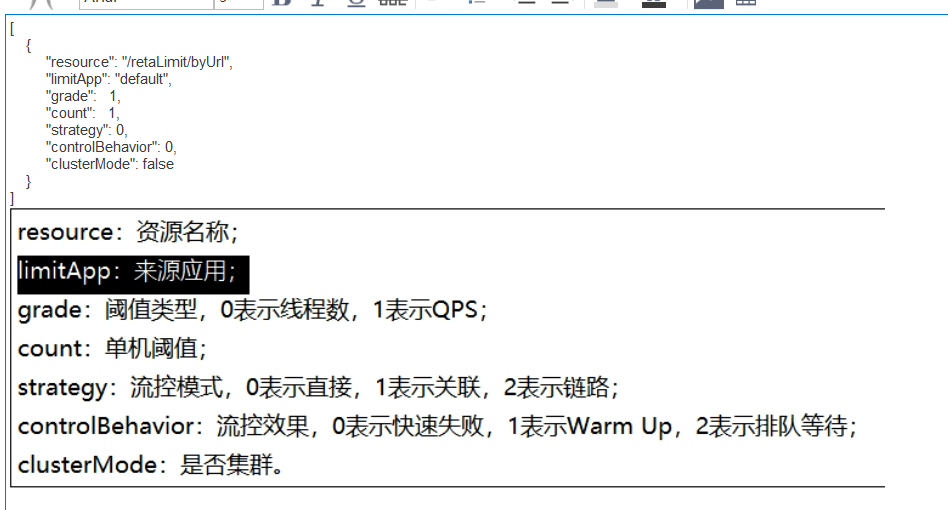 [
{
"resource": "/retaLimit/byUrl",
"limitApp": "default",
"grade": 1,
"count": 1,
"strategy": 0,
"controlBehavior": 0,
"clusterMode": false
}
]
resource：资源名称；
limitApp：来源应用；
grade：阈值类型，0表示线程数，1表示QPS；
count：单机阈值；
strategy：流控模式，0表示直接，1表示关联，2表示链路；
controlBehavior：流控效果，0表示快速失败，1表示Warm Up，2表示排队等待；
clusterMode：是否集群。